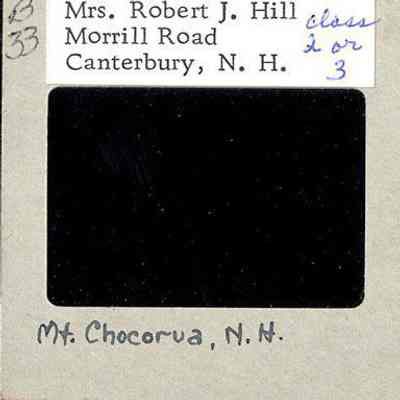 B
33
Mrs. Robert J. Hill
Morrill Road
Canterbury, N. H.
class
2 or
3
Mt. Chocorua, N.H.